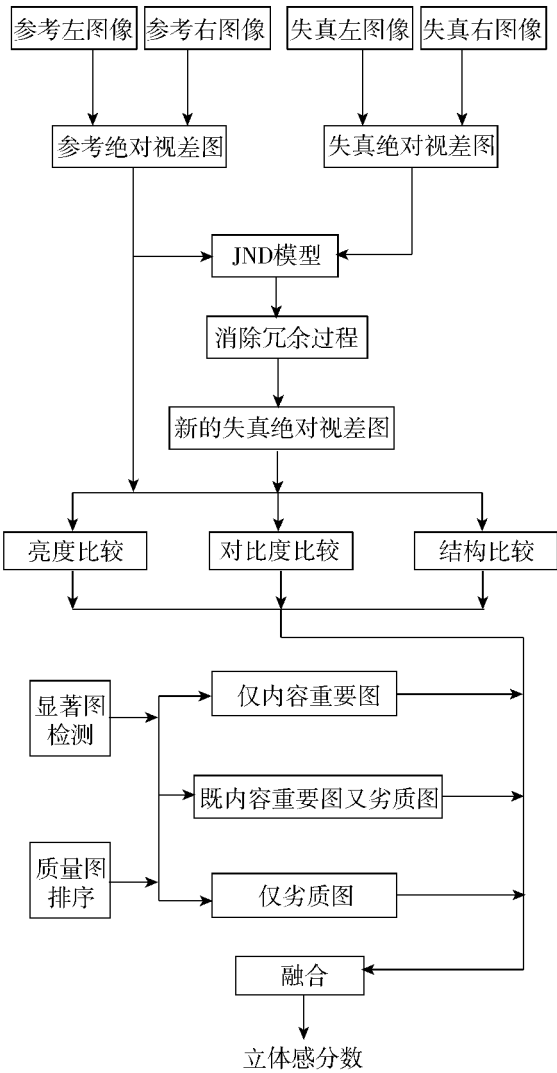 参考左图像 参考右图像 失真左图像 失真右图像
参考绝对视差图 失真绝对视差图
JND模型
消除冗余过程
新的失真绝对视差图
亮度比较 对比度比较 结构比较
显著图
检测
仅内容重要图
既内容重要图又劣质图
质量图
排序
仅劣质图
融合
立体感分数